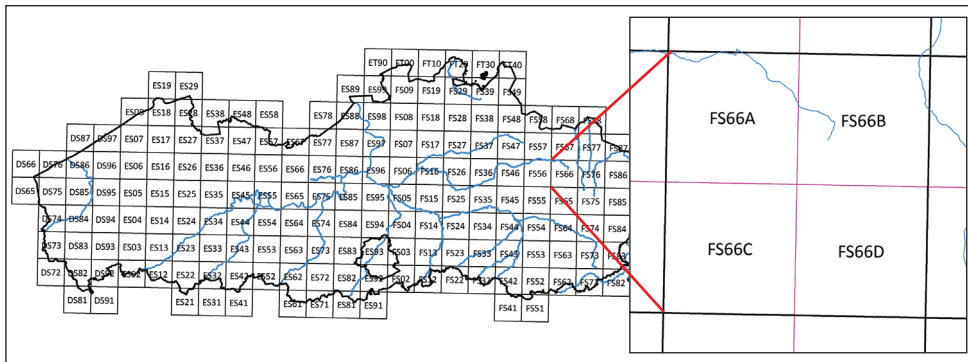 ET90 ET00 FT10 FT20 FT30 FT40
ES19 ES29 ES89 ES99 FS09 FS19 FS29 FS39 FS49
ES08 ES18 ES28 ES38 ES48 ES58 ES78 ES88 ES98 FS08 FS18 FS28 FS38 FS48 FS58 FS68 FS78
DS87 DS97 ES07 ES17 ES27 ES37 ES47 ES57 ES67 ES77 ES87 ES97 FS07 FS17 FS27 FS37 FS47 FS57 FS67 FS77 FS87
DS66 DS76 DS86 DS96 ES06 ES16 ES26 ES36 ES46 ES56 ES66 ES76 ES86 ES96 FS06 FS16 FS26 FS36 FS46 FS56 FS66 FS76 FS86
DS65 DS75 DS85 DS95 ES05 ES15 ES25 ES35 ES45 ES55 ES65 ES75 ES85 ES95 FS05 FS15 FS25 FS35 FS45 FS55 FS65 FS75 FS85
DS74 DS84 DS94 ES04 ES14 ES24 ES34 ES44 ES54 ES64 ES74 ES84 ES94 FS04 FS14 FS24 FS34 FS44 FS54 FS64 FS74 FS84
DS73 DS83 DS93 ES03 ES13 ES23 ES33 ES43 ES53 ES63 ES73 ES83 ES93 FS03 FS13 FS23 FS33 FS43 FS53 FS63 FS73 FS83
DS72 DS82 DS92 ES02 ES12 ES22 ES32 ES42 ES52 ES62 ES72 ES82 ES92 FS02 FS12 FS22 FS32 FS42 FS52 FS62 FS72 FS82
DS81 DS91 ES21 ES31 ES41 ES61 ES71 ES81 ES91 FS41 FS51
FS66A FS66B
FS66C FS66D